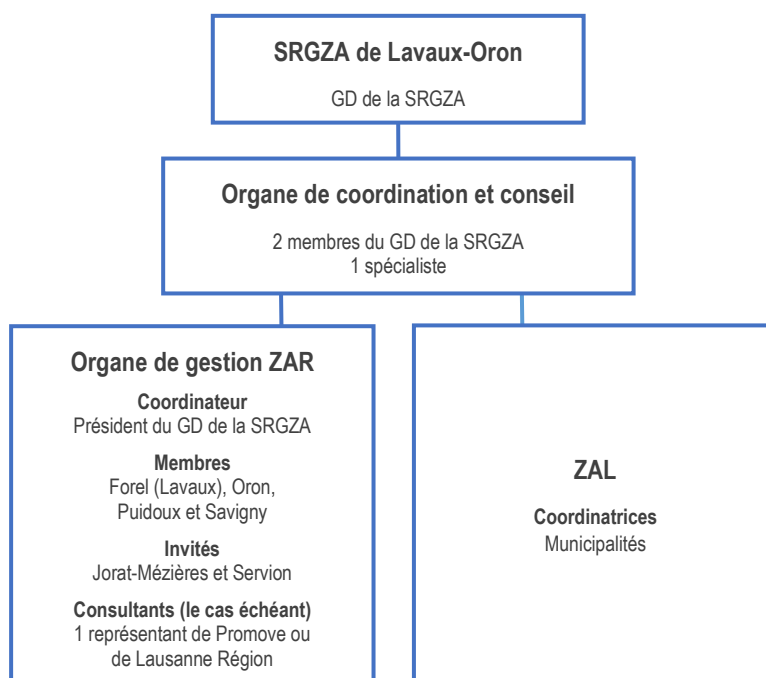 SRGZA de Lavaux-Oron
GD de la SRGZA
Organe de coordination et conseil
2 membres du GD de la SRGZA
1 spécialiste
Organe de gestion ZAR
Coordinateur
Président du GD de la SRGZA
Membres
Forel (Lavaux), Oron,
Puidoux et Savigny
Invités
Jorat-Mézières et Servion
Consultants (le cas échéant)
1 représentant de Promove ou
de Lausanne Région
ZAL
Coordinatrices
Municipalités